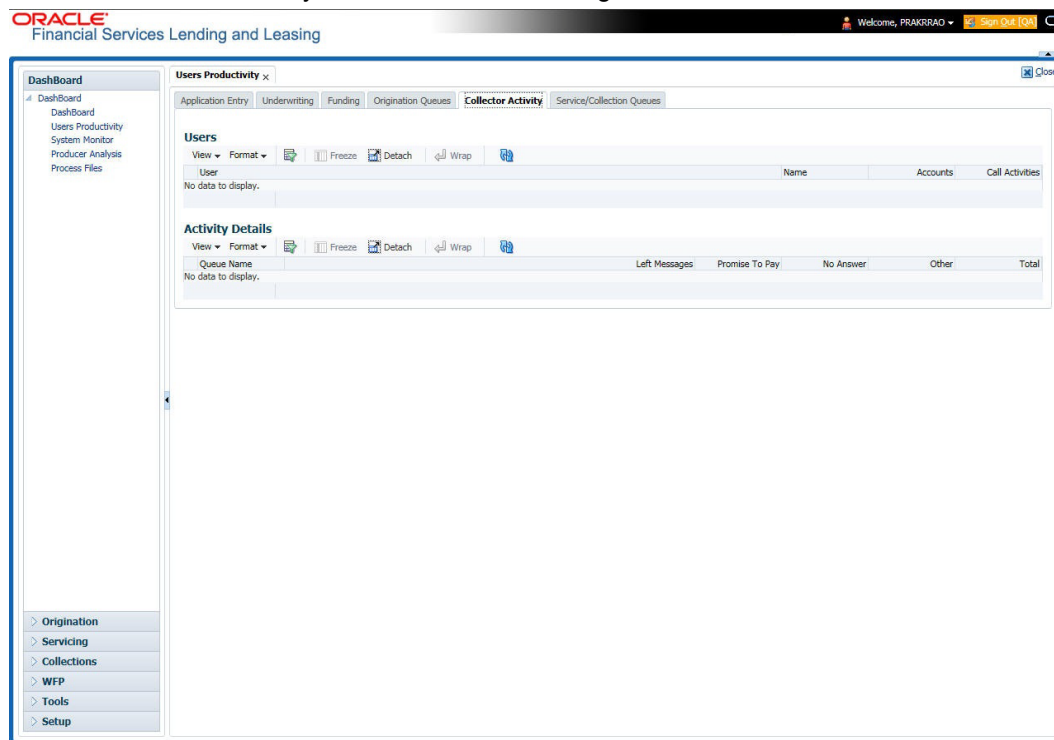 ORACLE
Financial Services Lending and Leasing
Welcome, PRAKRRAO Sign Out [QA]
DashBoard
DashBoard
DashBoard
Users Productivity
System Monitor
Producer Analysis
Process Files
Origination
Servicing
Collections
WFP
Tools
Setup
Users Productivity x Close
Application Entry Underwriting Funding Origination Queues Collector Activity Service/Collection Queues
Users
View Format Freeze Detach Wrap
User Name Accounts Call Activities
No data to display.
Activity Details
View Format Freeze Detach Wrap
Queue Name Left Messages Promise To Pay No Answer Other Total
No data to display.